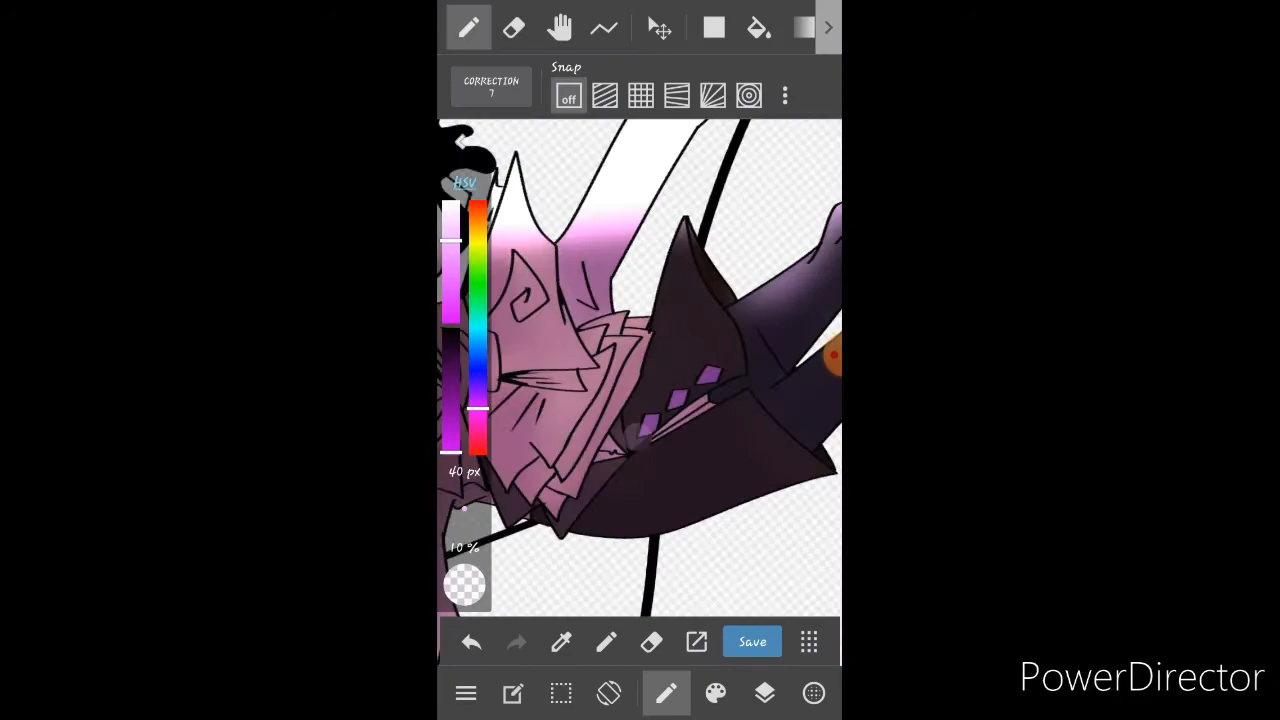 Snap
CORRECTION
7
off
HSV
40 px
10 %
Save
PowerDirector